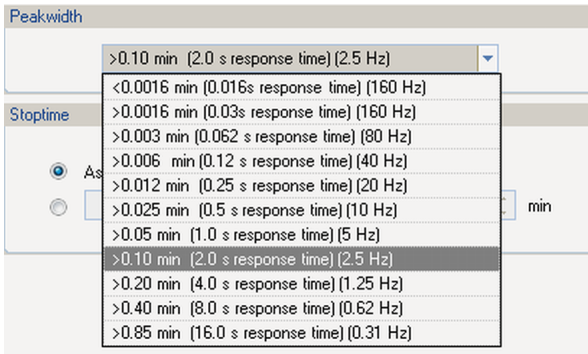 Peakwidth
>0.10 min (2.0 s response time) (2.5 Hz)
<0.0016 min (0.016s response time) (160 Hz)
>0.0016 min (0.03s response time) (160 Hz)
>0.003 min (0.062 s response time) (80 Hz)
Stoptime
>0.006  min (0.12 s response time) (40 Hz)
As
>0.012 min (0.25 s response time) (20 Hz)
>0.025 min (0.5 s response time) (10 Hz)
min
>0.05 min (1.0 s response time) (5 Hz)
>0.10 min (2.0 s response time) (2.5 Hz)
>0.20 min (4.0 s response time) (1.25 Hz)
>0.40 min (8.0 s response time) (0.62 Hz)
>0.85 min (16.0 s response time) (0.31 Hz)